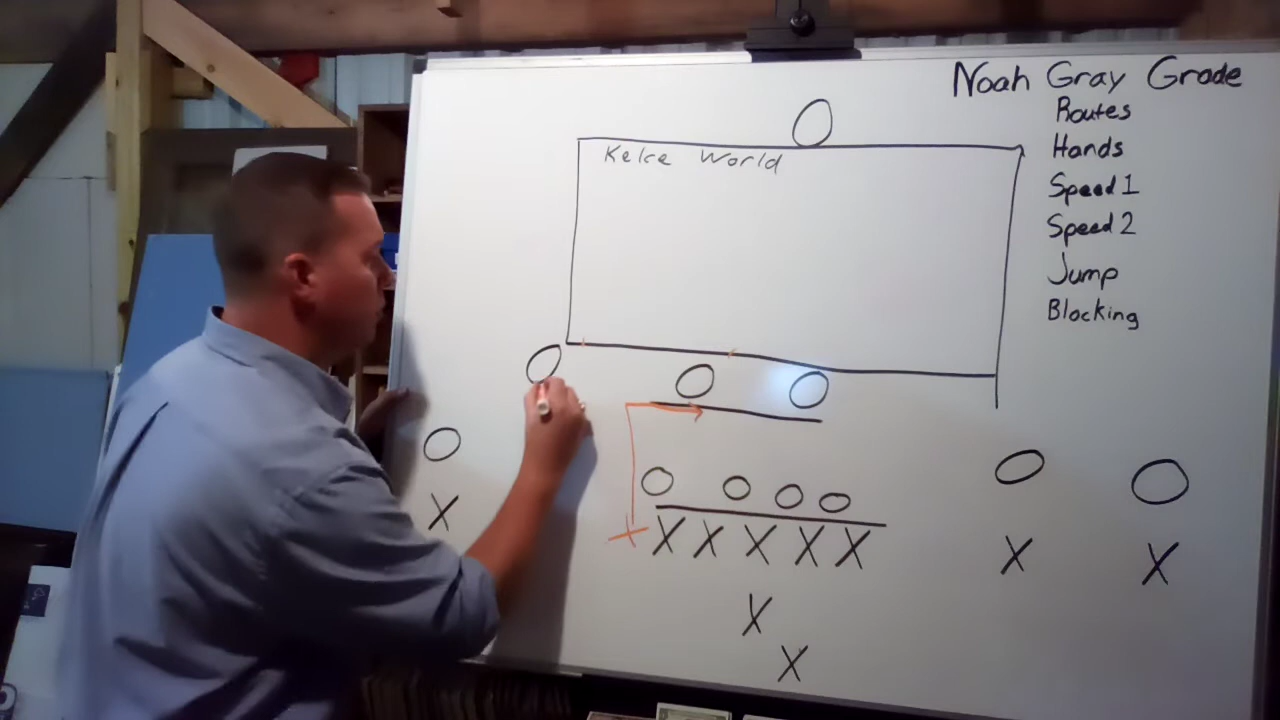 Noah Gray Grade
Routes
Hands
Speed 1
Speed 2
Jump
Blocking
Kelce World
X
X X X X X
X
X
X
X